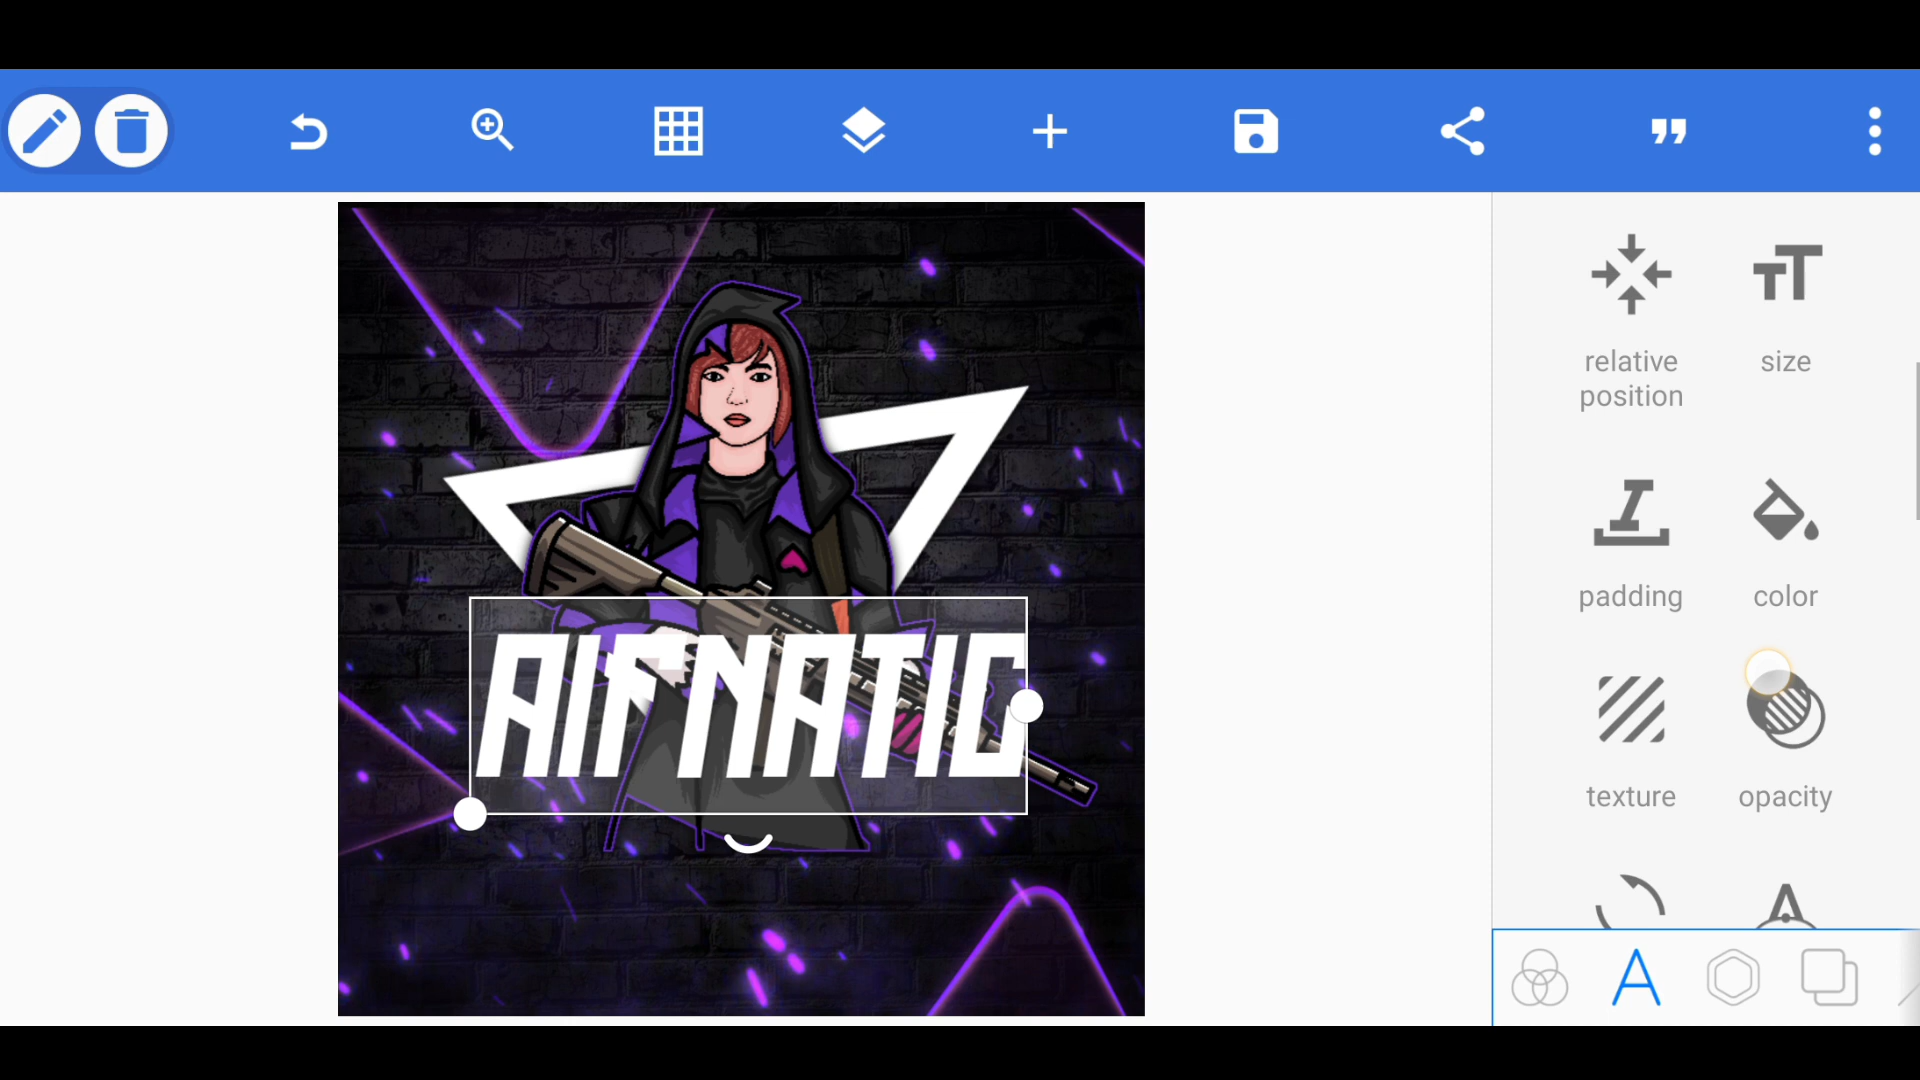 relative
position
size
padding
color
AIFNATIC
texture
opacity